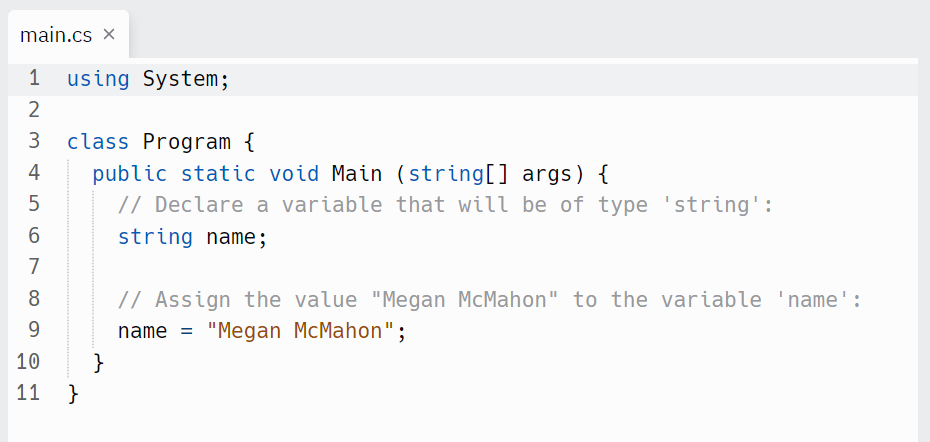 main.cs ×
1 using System;
2
3 class Program {
4   public static void Main (string[] args) {
5     // Declare a variable that will be of type 'string':
6     string name;
7
8     // Assign the value "Megan McMahon" to the variable 'name':
9     name = "Megan McMahon";
10   }
11 }